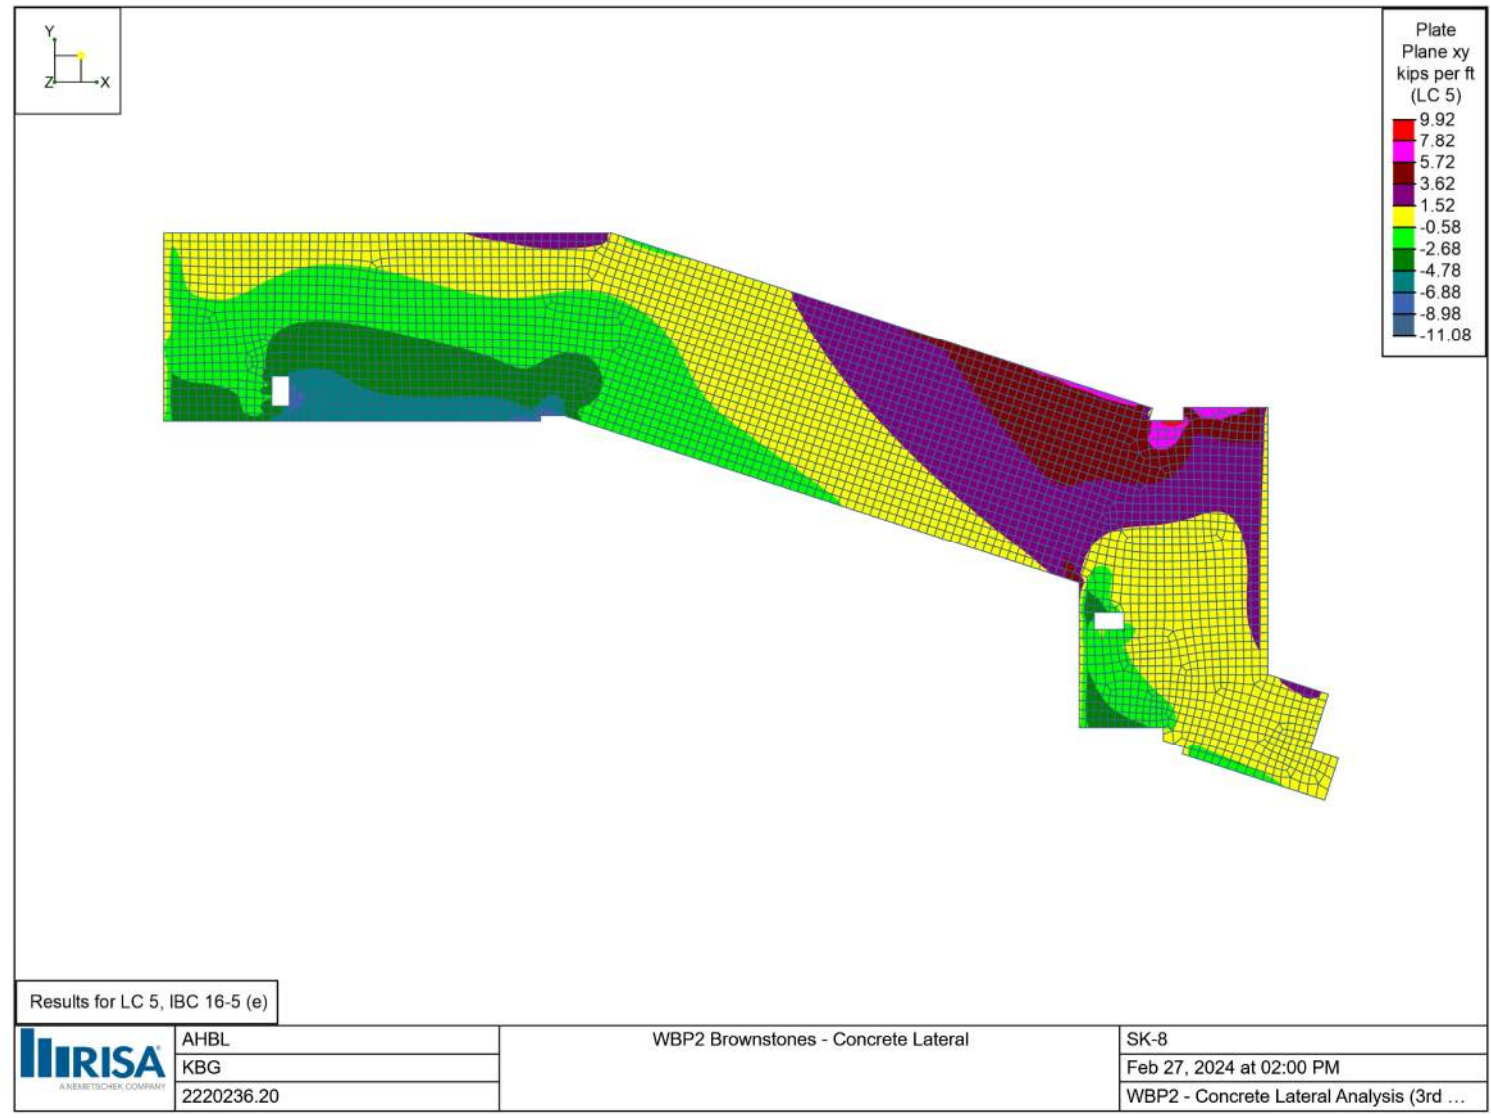 Y
Z
X
Plate
Plane xy
kips per ft
(LC 5)
9.92
7.82
5.72
3.62
1.52
-0.58
-2.68
-4.78
-6.88
-8.98
-11.08
Results for LC 5, IBC 16-5 (e)
RISA
A NEMETSCHEK COMPANY
AHBL
KBG
2220236.20
WBP2 Brownstones - Concrete Lateral
SK-8
Feb 27, 2024 at 02:00 PM
WBP2 - Concrete Lateral Analysis (3rd ...